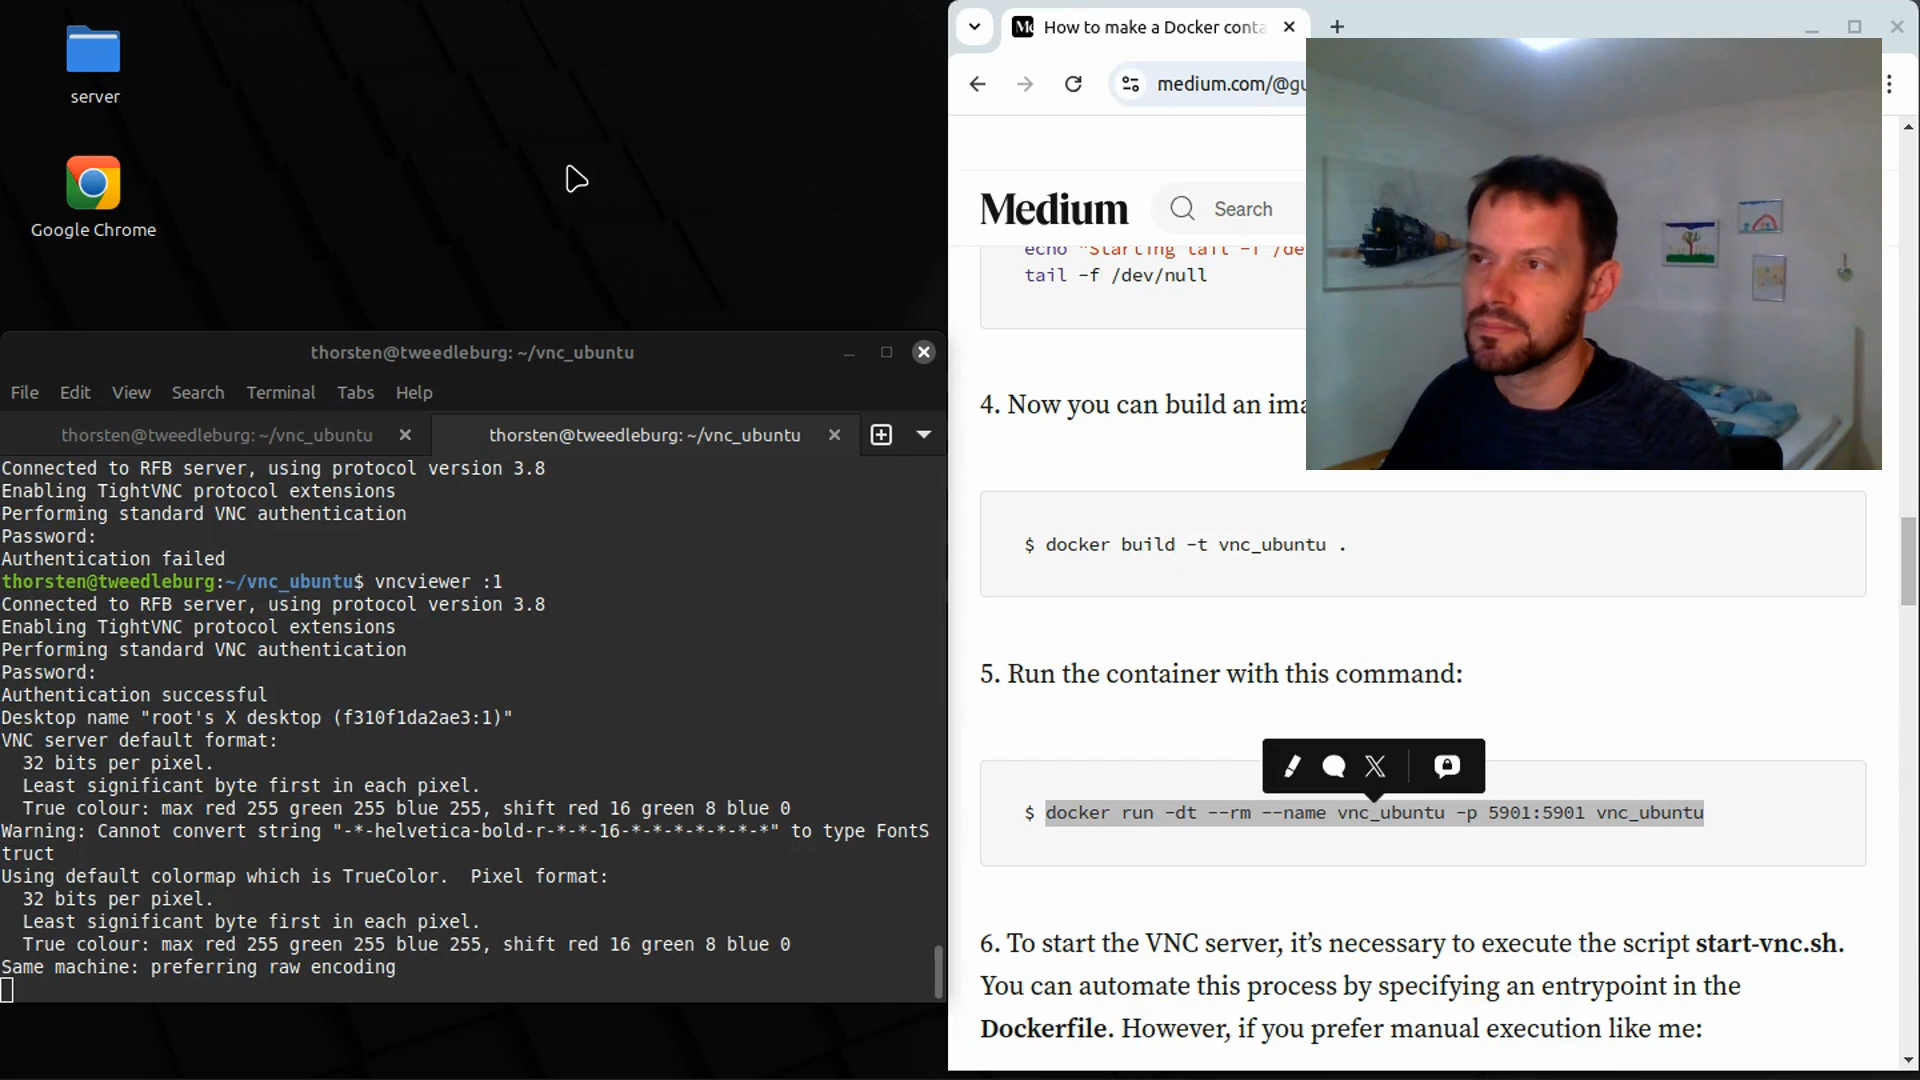 server
Google Chrome
thorsten@tweedleburg: ~/vnc_ubuntu
File Edit View Search Terminal Tabs Help
thorsten@tweedleburg: ~/vnc_ubuntu
thorsten@tweedleburg: ~/vnc_ubuntu
Connected to RFB server, using protocol version 3.8
Enabling TightVNC protocol extensions
Performing standard VNC authentication
Password:
Authentication failed
thorsten@tweedleburg:~/vnc_ubuntu$ vncviewer :1
Connected to RFB server, using protocol version 3.8
Enabling TightVNC protocol extensions
Performing standard VNC authentication
Password:
Authentication successful
Desktop name "root's X desktop (f310f1da2ae3:1)"
VNC server default format:
32 bits per pixel.
Least significant byte first in each pixel.
True colour: max red 255 green 255 blue 255, shift red 16 green 8 blue 0
Warning: Cannot convert string "-*-helvetica-bold-r-*-*-16-*-*-*-*-*-*-*" to type FontS
truct
Using default colormap which is TrueColor.  Pixel format:
32 bits per pixel.
Least significant byte first in each pixel.
True colour: max red 255 green 255 blue 255, shift red 16 green 8 blue 0
Same machine: preferring raw encoding
How to make a Docker conta
medium.com/@gu
Medium
Search
echo "Starting tail -f /de
tail -f /dev/null
4. Now you can build an ima
$ docker build -t vnc_ubuntu .
5. Run the container with this command:
$ docker run -dt --rm --name vnc_ubuntu -p 5901:5901 vnc_ubuntu
6. To start the VNC server, it’s necessary to execute the script start-vnc.sh.
You can automate this process by specifying an entrypoint in the
Dockerfile. However, if you prefer manual execution like me: